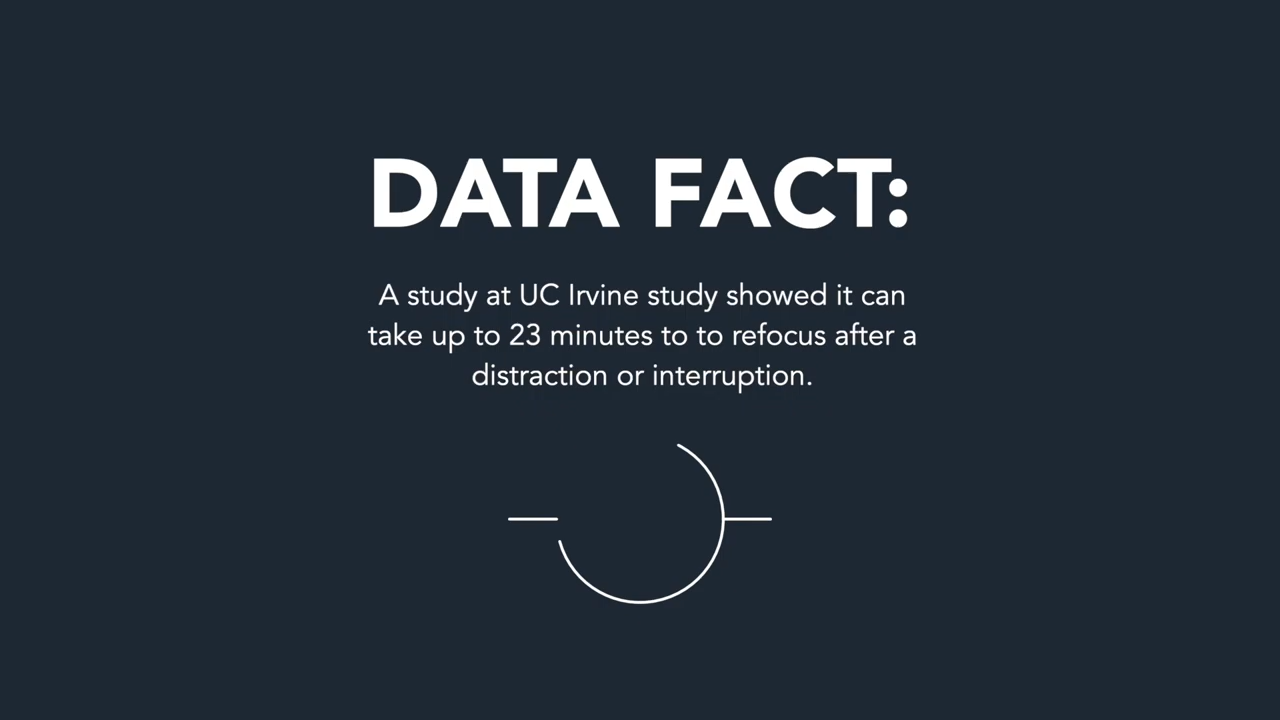 DATA FACT:
A study at UC Irvine study showed it can
take up to 23 minutes to to refocus after a
distraction or interruption.